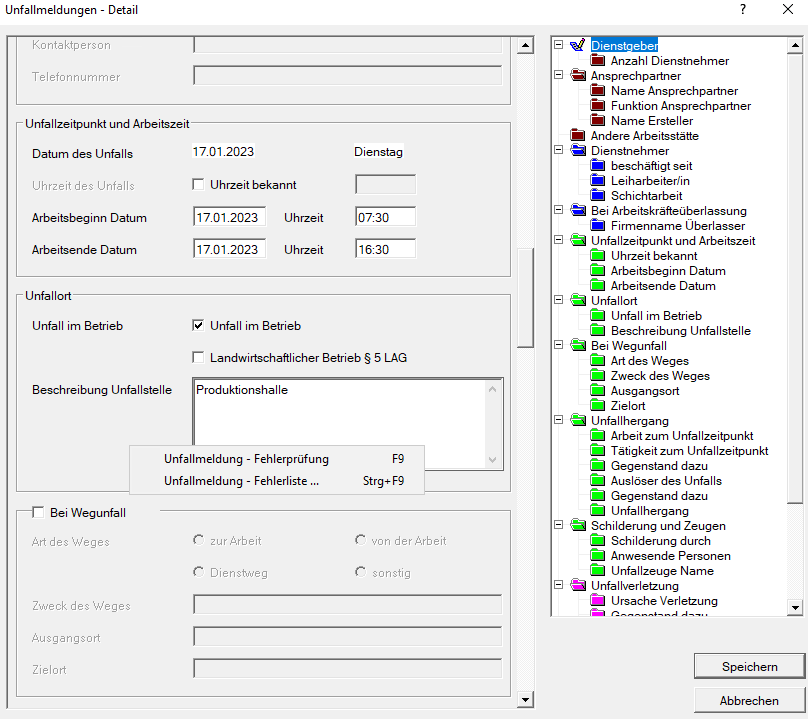 Unfallmeldungen - Detail
?
Kontaktperson
Telefonnummer
Unfallzeitpunkt und Arbeitszeit
Datum des Unfalls 17.01.2023 Dienstag
Uhrzeit des Unfalls Uhrzeit bekannt
Arbeitsbeginn Datum 17.01.2023 Uhrzeit 07:30
Arbeitsende Datum 17.01.2023 Uhrzeit 16:30
Unfallort
Unfall im Betrieb Unfall im Betrieb
Landwirtschaftlicher Betrieb § 5 LAG
Beschreibung Unfallstelle Produktionshalle
Unfallmeldung - Fehlerprüfung F9
Unfallmeldung - Fehlerliste ... Strg+F9
Bei Wegunfall
Art des Weges zur Arbeit von der Arbeit
Dienstweg sonstig
Zweck des Weges
Ausgangsort
Zielort
Dienstgeber
Anzahl Dienstnehmer
Ansprechpartner
Name Ansprechpartner
Funktion Ansprechpartner
Name Ersteller
Andere Arbeitsstätte
Dienstnehmer
beschäftigt seit
Leiharbeiter/in
Schichtarbeit
Bei Arbeitskräfteüberlassung
Firmenname Überlasser
Unfallzeitpunkt und Arbeitszeit
Uhrzeit bekannt
Arbeitsbeginn Datum
Arbeitsende Datum
Unfallort
Unfall im Betrieb
Beschreibung Unfallstelle
Bei Wegunfall
Art des Weges
Zweck des Weges
Ausgangsort
Zielort
Unfallhergang
Arbeit zum Unfallzeitpunkt
Tätigkeit zum Unfallzeitpunkt
Gegenstand dazu
Auslöser des Unfalls
Gegenstand dazu
Unfallhergang
Schilderung und Zeugen
Schilderung durch
Anwesende Personen
Unfallzeuge Name
Unfallverletzung
Ursache Verletzung
Gegenstand dazu
Speichern
Abbrechen